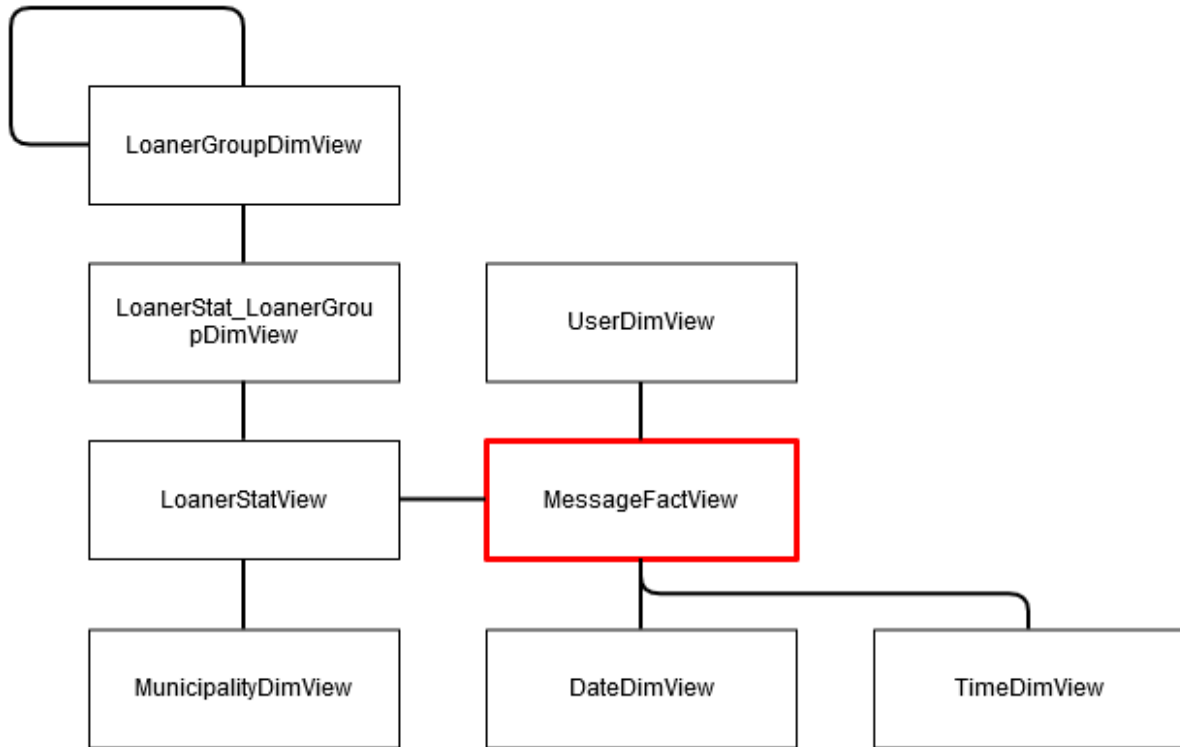 LoanerGroupDimView
LoanerStat_LoanerGrou
pDimView
UserDimView
LoanerStatView
MessageFactView
MunicipalityDimView
DateDimView
TimeDimView